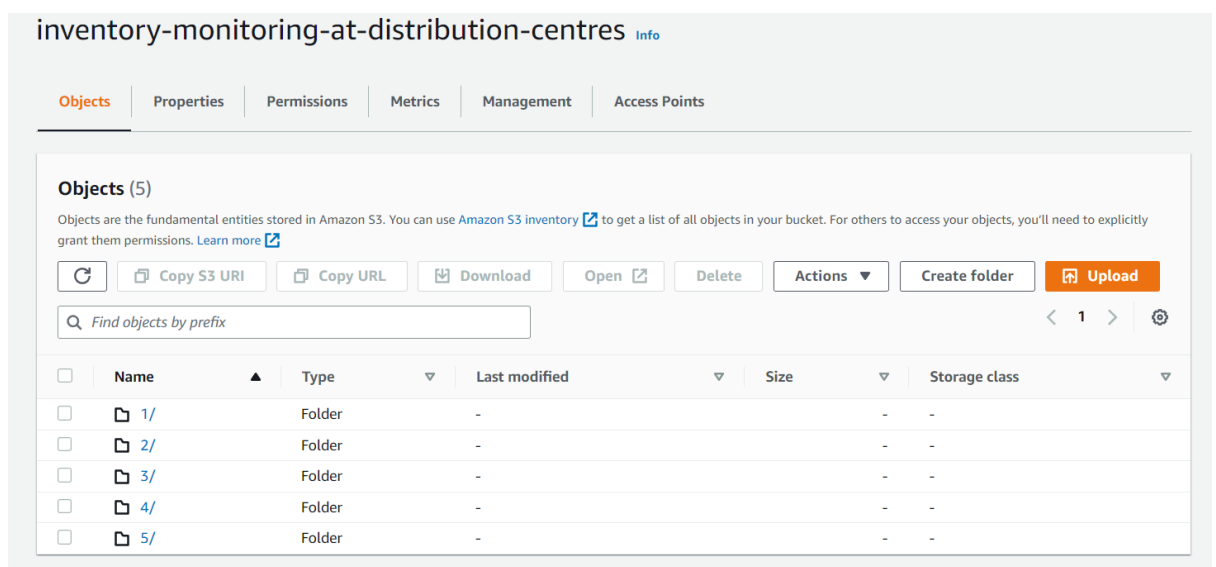 inventory-monitoring-at-distribution-centres Info
Objects Properties Permissions Metrics Management Access Points
Objects (5)
Objects are the fundamental entities stored in Amazon S3. You can use Amazon S3 inventory to get a list of all objects in your bucket. For others to access your objects, you'll need to explicitly
grant them permissions. Learn more
Copy S3 URI Copy URL Download Open Delete Actions Create folder Upload
Find objects by prefix 1
Name Type Last modified Size Storage class
1/ Folder - - -
2/ Folder - - -
3/ Folder - - -
4/ Folder - - -
5/ Folder - - -